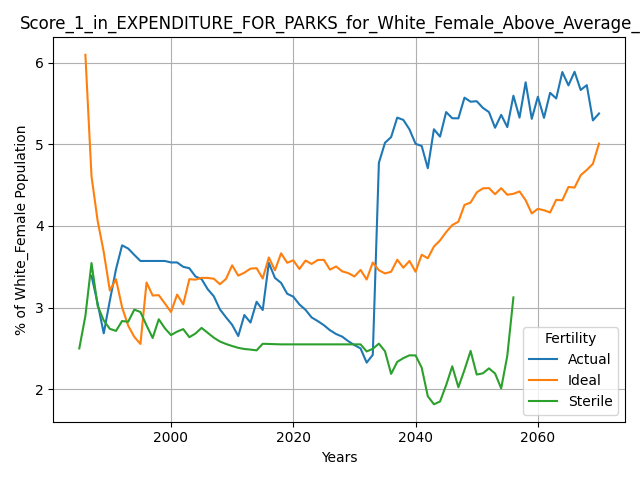 Score_1_in_EXPENDITURE_FOR_PARKS_for_White_Female_Above_Average_
% of White_Female Population
6
5
4
3
2
2000
2020
2040
2060
Years
Fertility
Actual
Ideal
Sterile